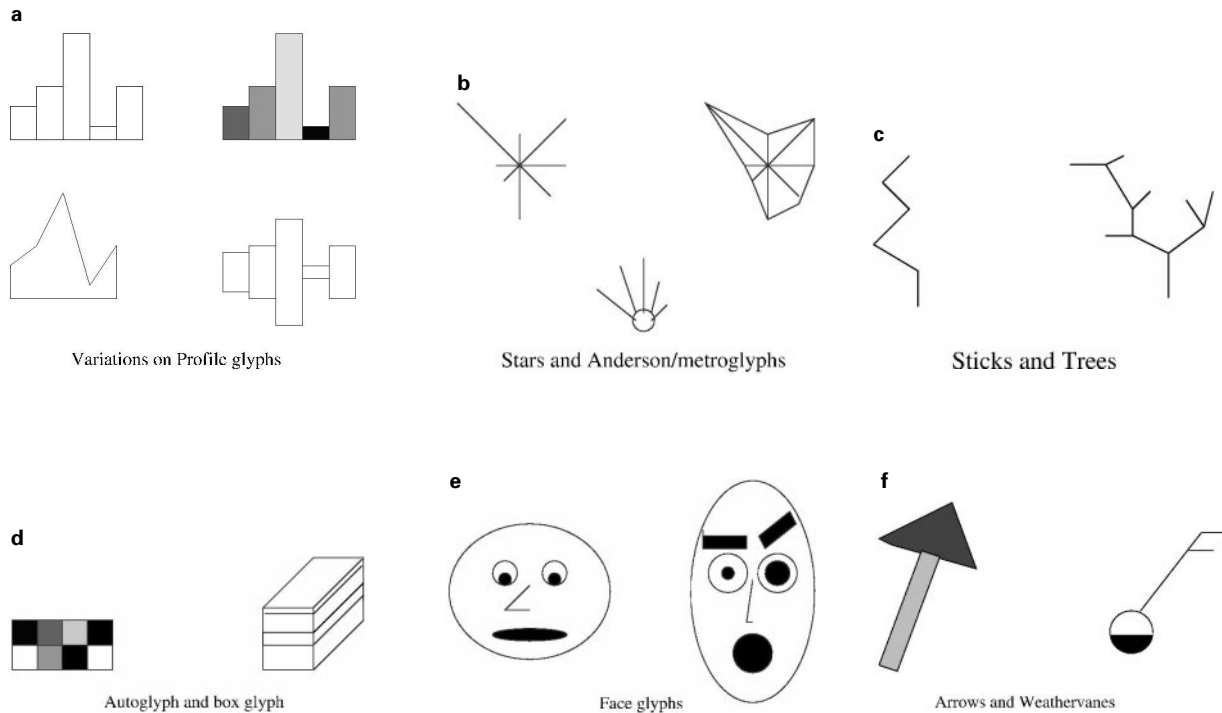 a
Variations on Profile glyphs
b
Stars and Anderson/metroglyphs
c
Sticks and Trees
d
Autoglyph and box glyph
e
Face glyphs
f
Arrows and Weathervanes